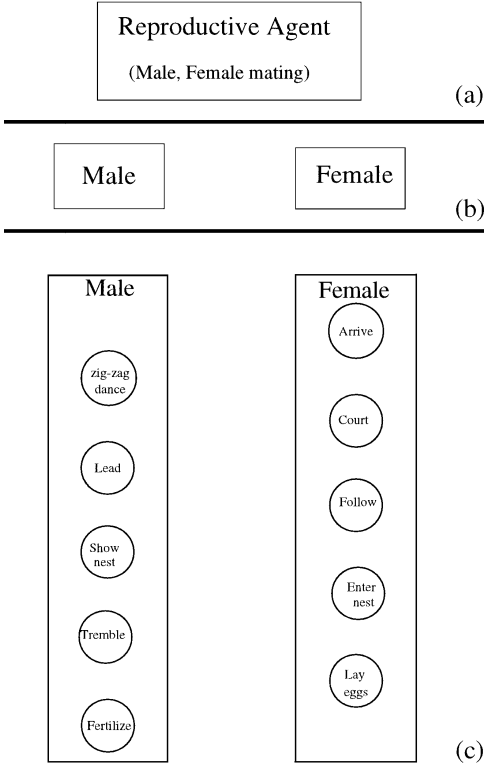 Reproductive Agent
(Male, Female mating)
(a)
Male
Female
(b)
Male
zig-zag
dance
Lead
Show
nest
Tremble
Fertilize
Female
Arrive
Court
Follow
Enter
nest
Lay
eggs
(c)